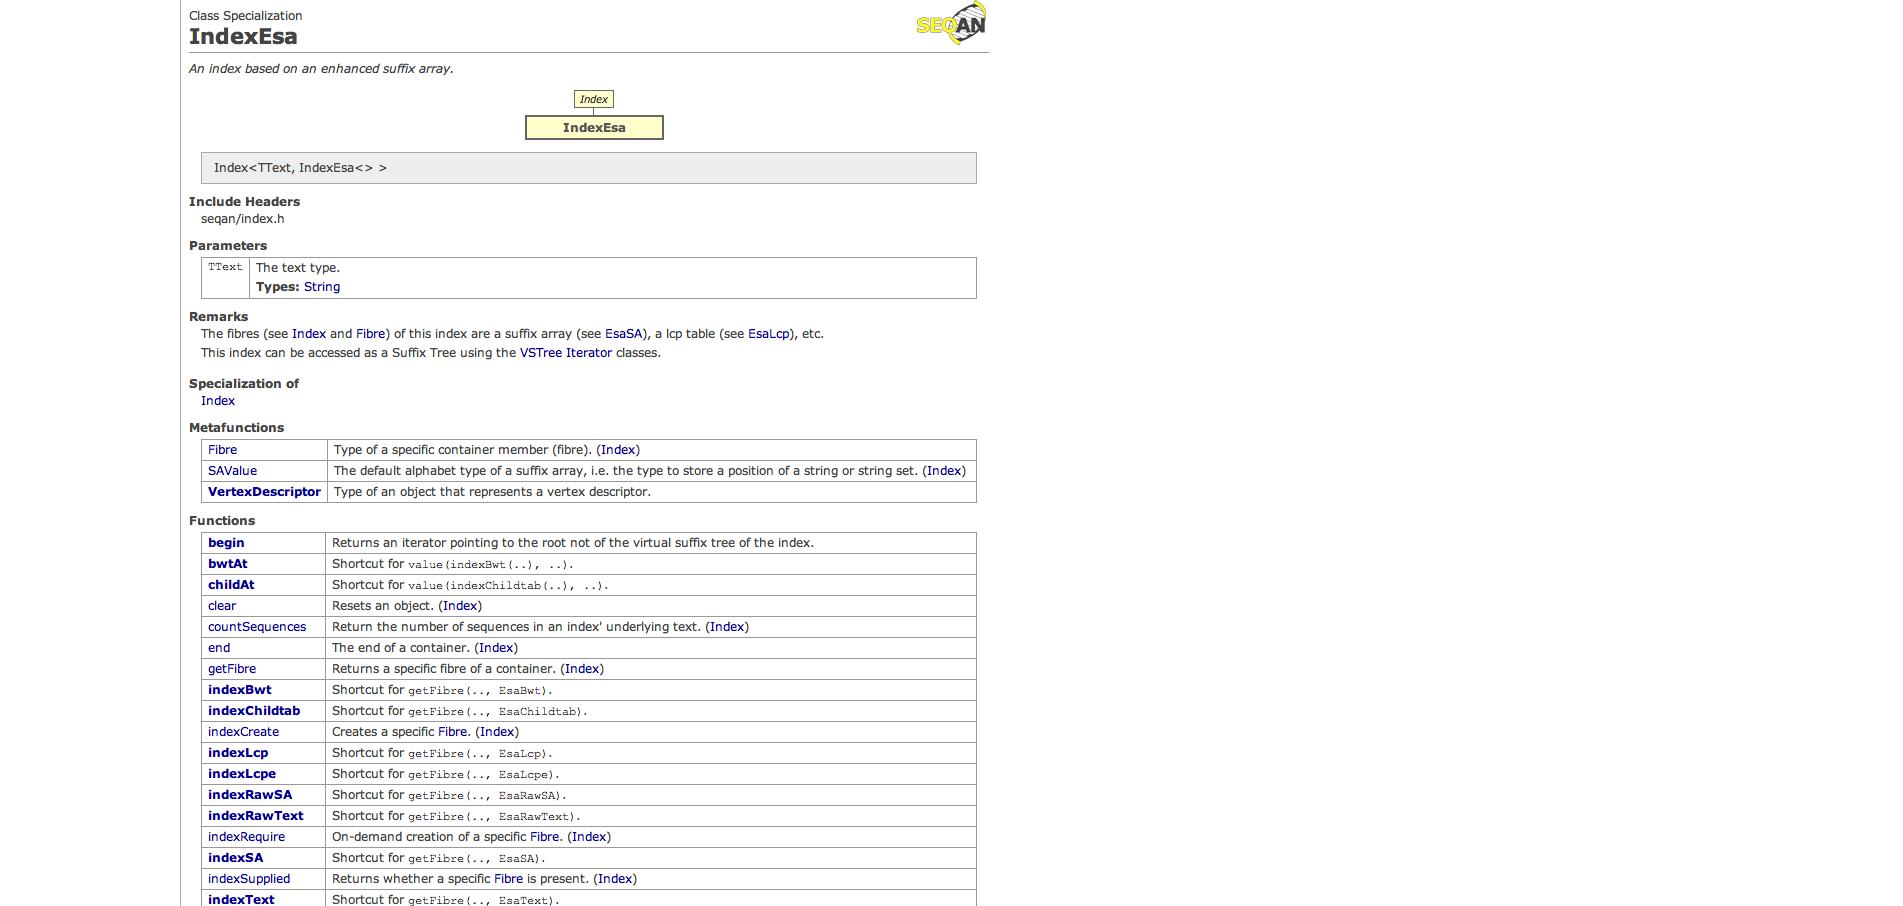 Class Specialization
IndexEsa
SEQAN
An index based on an enhanced suffix array.
Index
IndexEsa
Index<TText, IndexEsa<> >
Include Headers
seqan/index.h
Parameters
TText The text type.
Types: String
Remarks
The fibres (see Index and Fibre) of this index are a suffix array (see EsaSA), a lcp table (see EsaLcp), etc.
This index can be accessed as a Suffix Tree using the VSTree Iterator classes.
Specialization of
Index
Metafunctions
Fibre Type of a specific container member (fibre). (Index)
SAValue The default alphabet type of a suffix array, i.e. the type to store a position of a string or string set. (Index)
VertexDescriptor Type of an object that represents a vertex descriptor.
Functions
begin Returns an iterator pointing to the root not of the virtual suffix tree of the index.
bwtAt Shortcut for value(indexBwt(..), ..).
childAt Shortcut for value(indexChildtab(..), ..).
clear Resets an object. (Index)
countSequences Return the number of sequences in an index' underlying text. (Index)
end The end of a container. (Index)
getFibre Returns a specific fibre of a container. (Index)
indexBwt Shortcut for getFibre(.., EsaBwt).
indexChildtab Shortcut for getFibre(.., EsaChildtab).
indexCreate Creates a specific Fibre. (Index)
indexLcp Shortcut for getFibre(.., EsaLcp).
indexLcpe Shortcut for getFibre(.., EsaLcpe).
indexRawSA Shortcut for getFibre(.., EsaRawSA).
indexRawText Shortcut for getFibre(.., EsaRawText).
indexRequire On-demand creation of a specific Fibre. (Index)
indexSA Shortcut for getFibre(.., EsaSA).
indexSupplied Returns whether a specific Fibre is present. (Index)
indexText Shortcut for getFibre(.., EsaText).